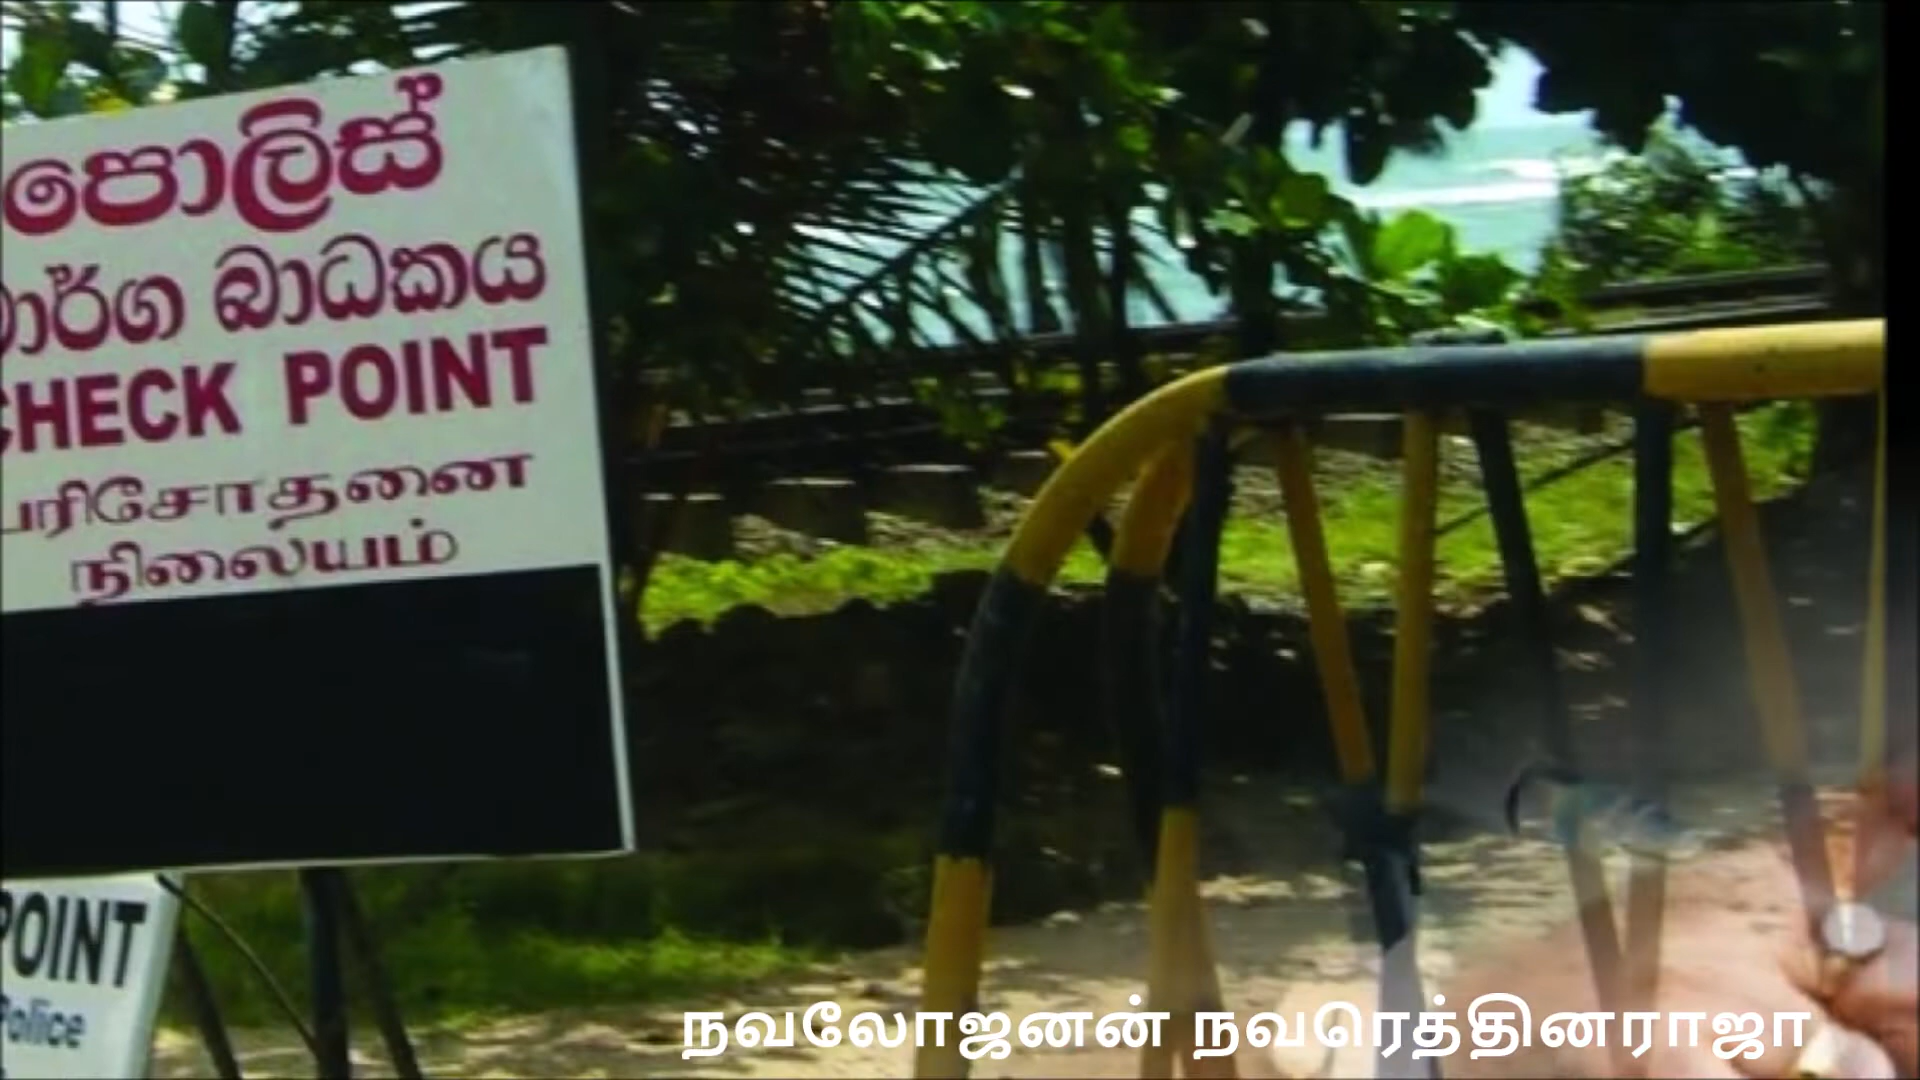 පොලිස්
මාර්ග බාධකය
CHECK POINT
பரிசோதனை
நிலையம்
POINT
Police
நவலோஜனன் நவரெத்தினராஜா